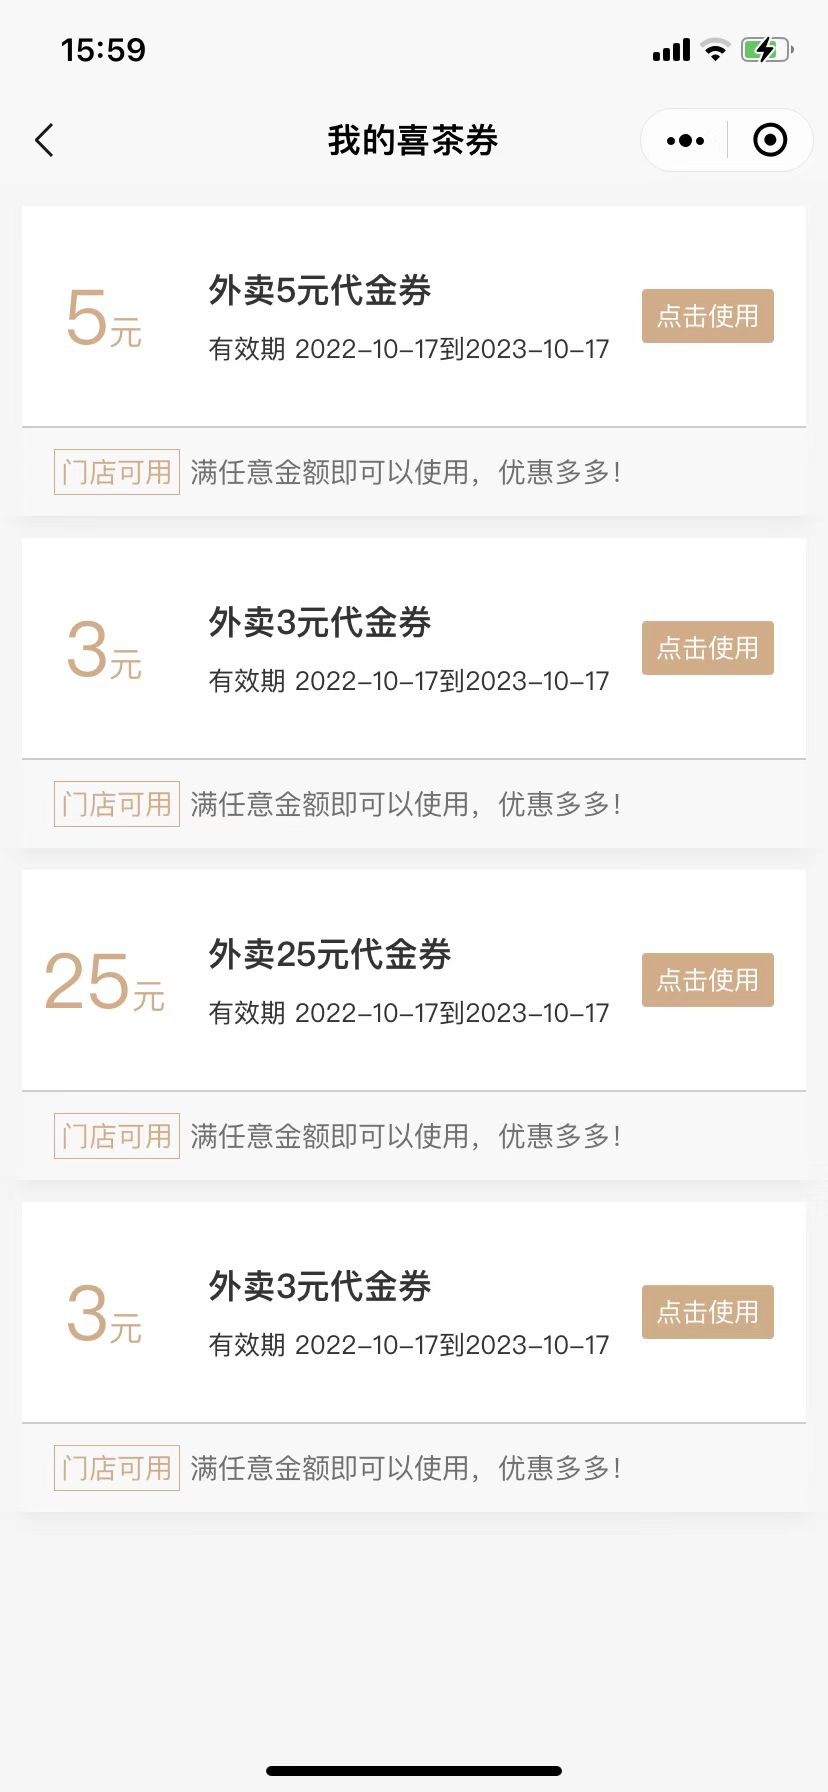 15:59
我的喜茶券
5元
外卖5元代金券
有效期 2022-10-17到2023-10-17
点击使用
门店可用 满任意金额即可以使用，优惠多多！
3元
外卖3元代金券
有效期 2022-10-17到2023-10-17
点击使用
门店可用 满任意金额即可以使用，优惠多多！
25元
外卖25元代金券
有效期 2022-10-17到2023-10-17
点击使用
门店可用 满任意金额即可以使用，优惠多多！
3元
外卖3元代金券
有效期 2022-10-17到2023-10-17
点击使用
门店可用 满任意金额即可以使用，优惠多多！